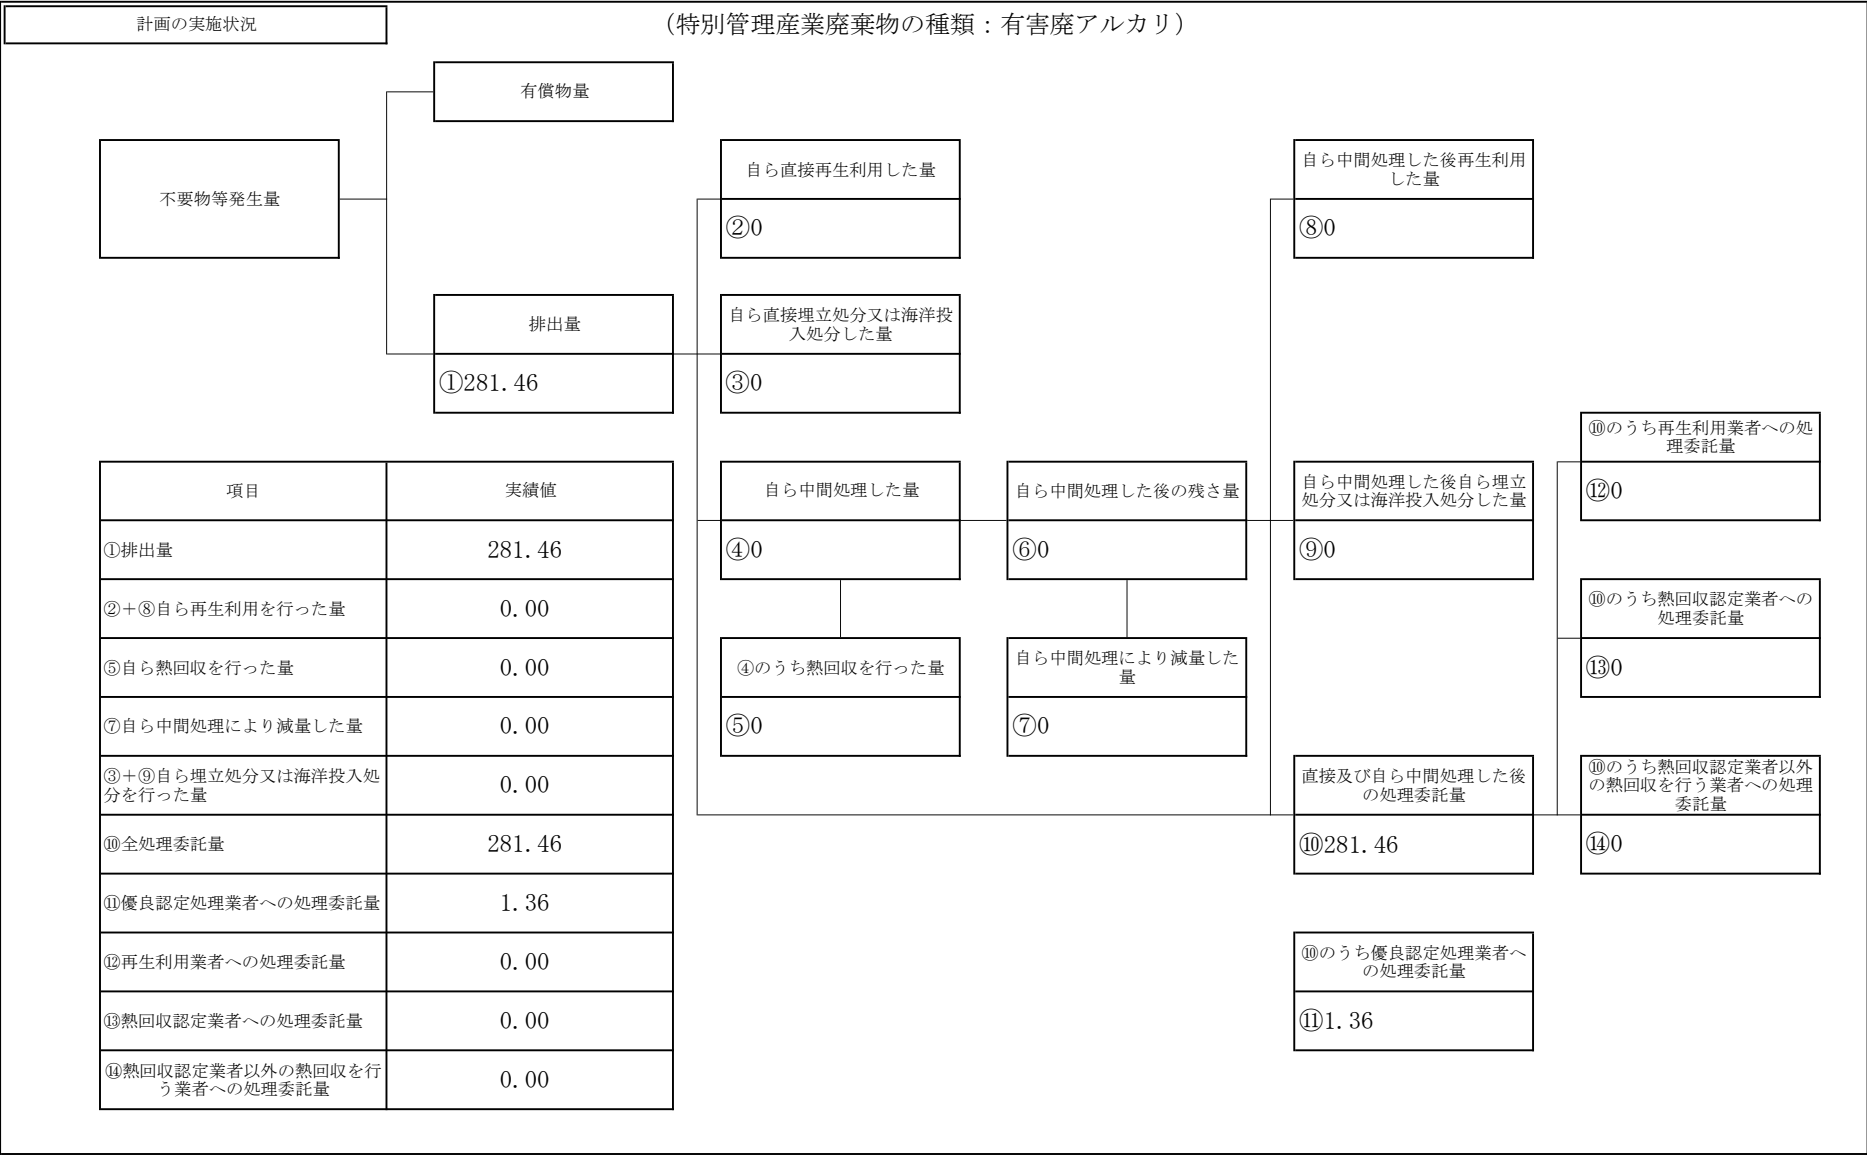 計画の実施状況
（特別管理産業廃棄物の種類：有害廃アルカリ）
有償物量
不要物等発生量
自ら直接再生利用した量
②0
自ら中間処理した後再生利用
した量
⑧0
排出量
①281.46
自ら直接埋立処分又は海洋投
入処分した量
③0
⑩のうち再生利用業者への処
理委託量
⑫0
自ら中間処理した量
④0
自ら中間処理した後の残さ量
⑥0
自ら中間処理した後自ら埋立
処分又は海洋投入処分した量
⑨0
⑩のうち熱回収認定業者への
処理委託量
⑬0
④のうち熱回収を行った量
⑤0
自ら中間処理により減量した
量
⑦0
直接及び自ら中間処理した後
の処理委託量
⑩281.46
⑩のうち熱回収認定業者以外
の熱回収を行う業者への処理
委託量
⑭0
⑩のうち優良認定処理業者へ
の処理委託量
⑪1.36
項目 実績値
①排出量 281.46
②＋⑧自ら再生利用を行った量 0.00
⑤自ら熱回収を行った量 0.00
⑦自ら中間処理により減量した量 0.00
③＋⑨自ら埋立処分又は海洋投入処
分を行った量 0.00
⑩全処理委託量 281.46
⑪優良認定処理業者への処理委託量 1.36
⑫再生利用業者への処理委託量 0.00
⑬熱回収認定業者への処理委託量 0.00
⑭熱回収認定業者以外の熱回収を行
う業者への処理委託量 0.00